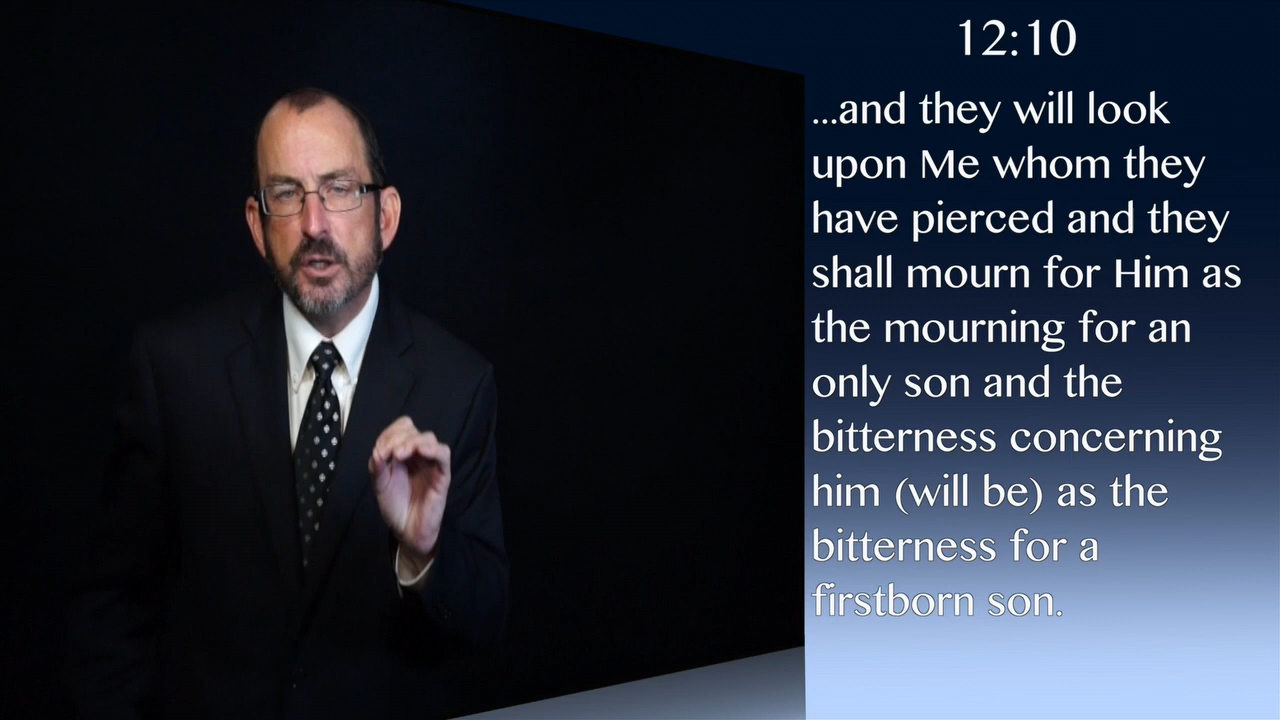 12:10
...and they will look
upon Me whom they
have pierced and they
shall mourn for Him as
the mourning for an
only son and the
bitterness concerning
him (will be) as the
bitterness for a
firstborn son.